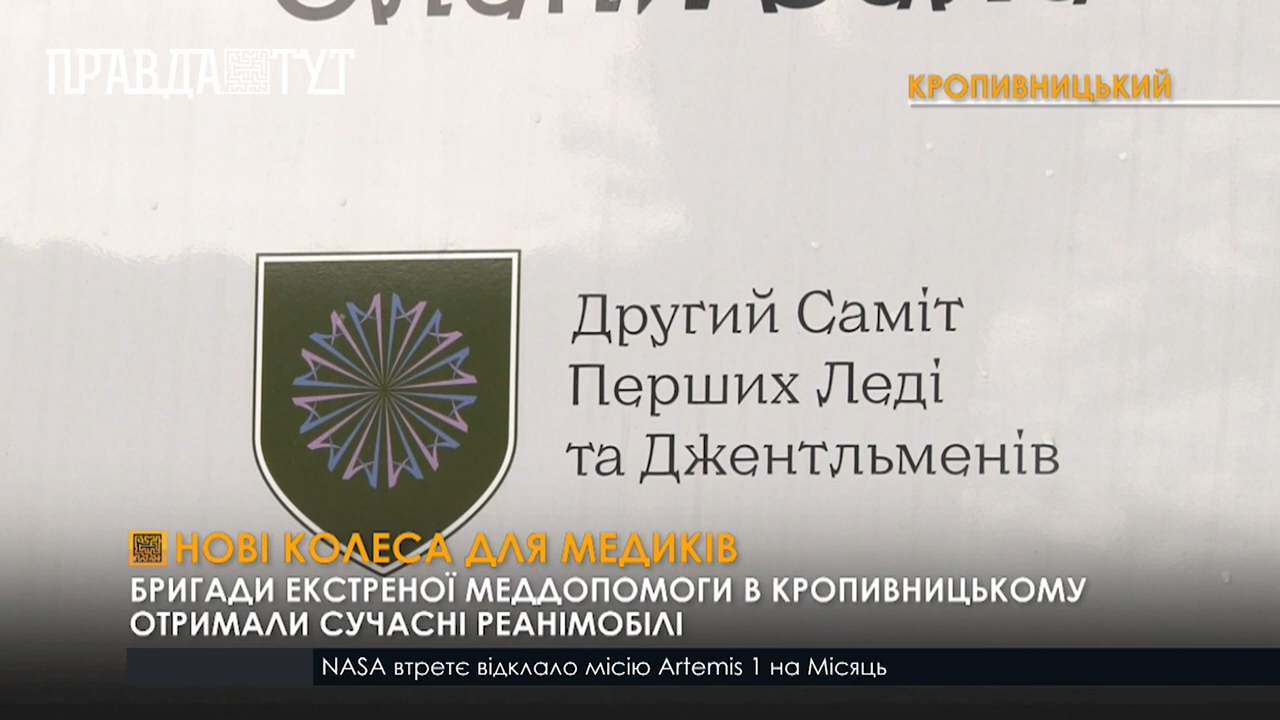 ПРАВДА ТУТ
КРОПИВНИЦЬКИЙ
Другий Саміт
Перших Леді
та Джентльменів
НОВІ КОЛЕСА ДЛЯ МЕДИКІВ
БРИГАДИ ЕКСТРЕНОЇ МЕДДОПОМОГИ В КРОПИВНИЦЬКОМУ
ОТРИМАЛИ СУЧАСНІ РЕАНІМОБІЛІ
NASA втретє відклало місію Artemis 1 на Місяць